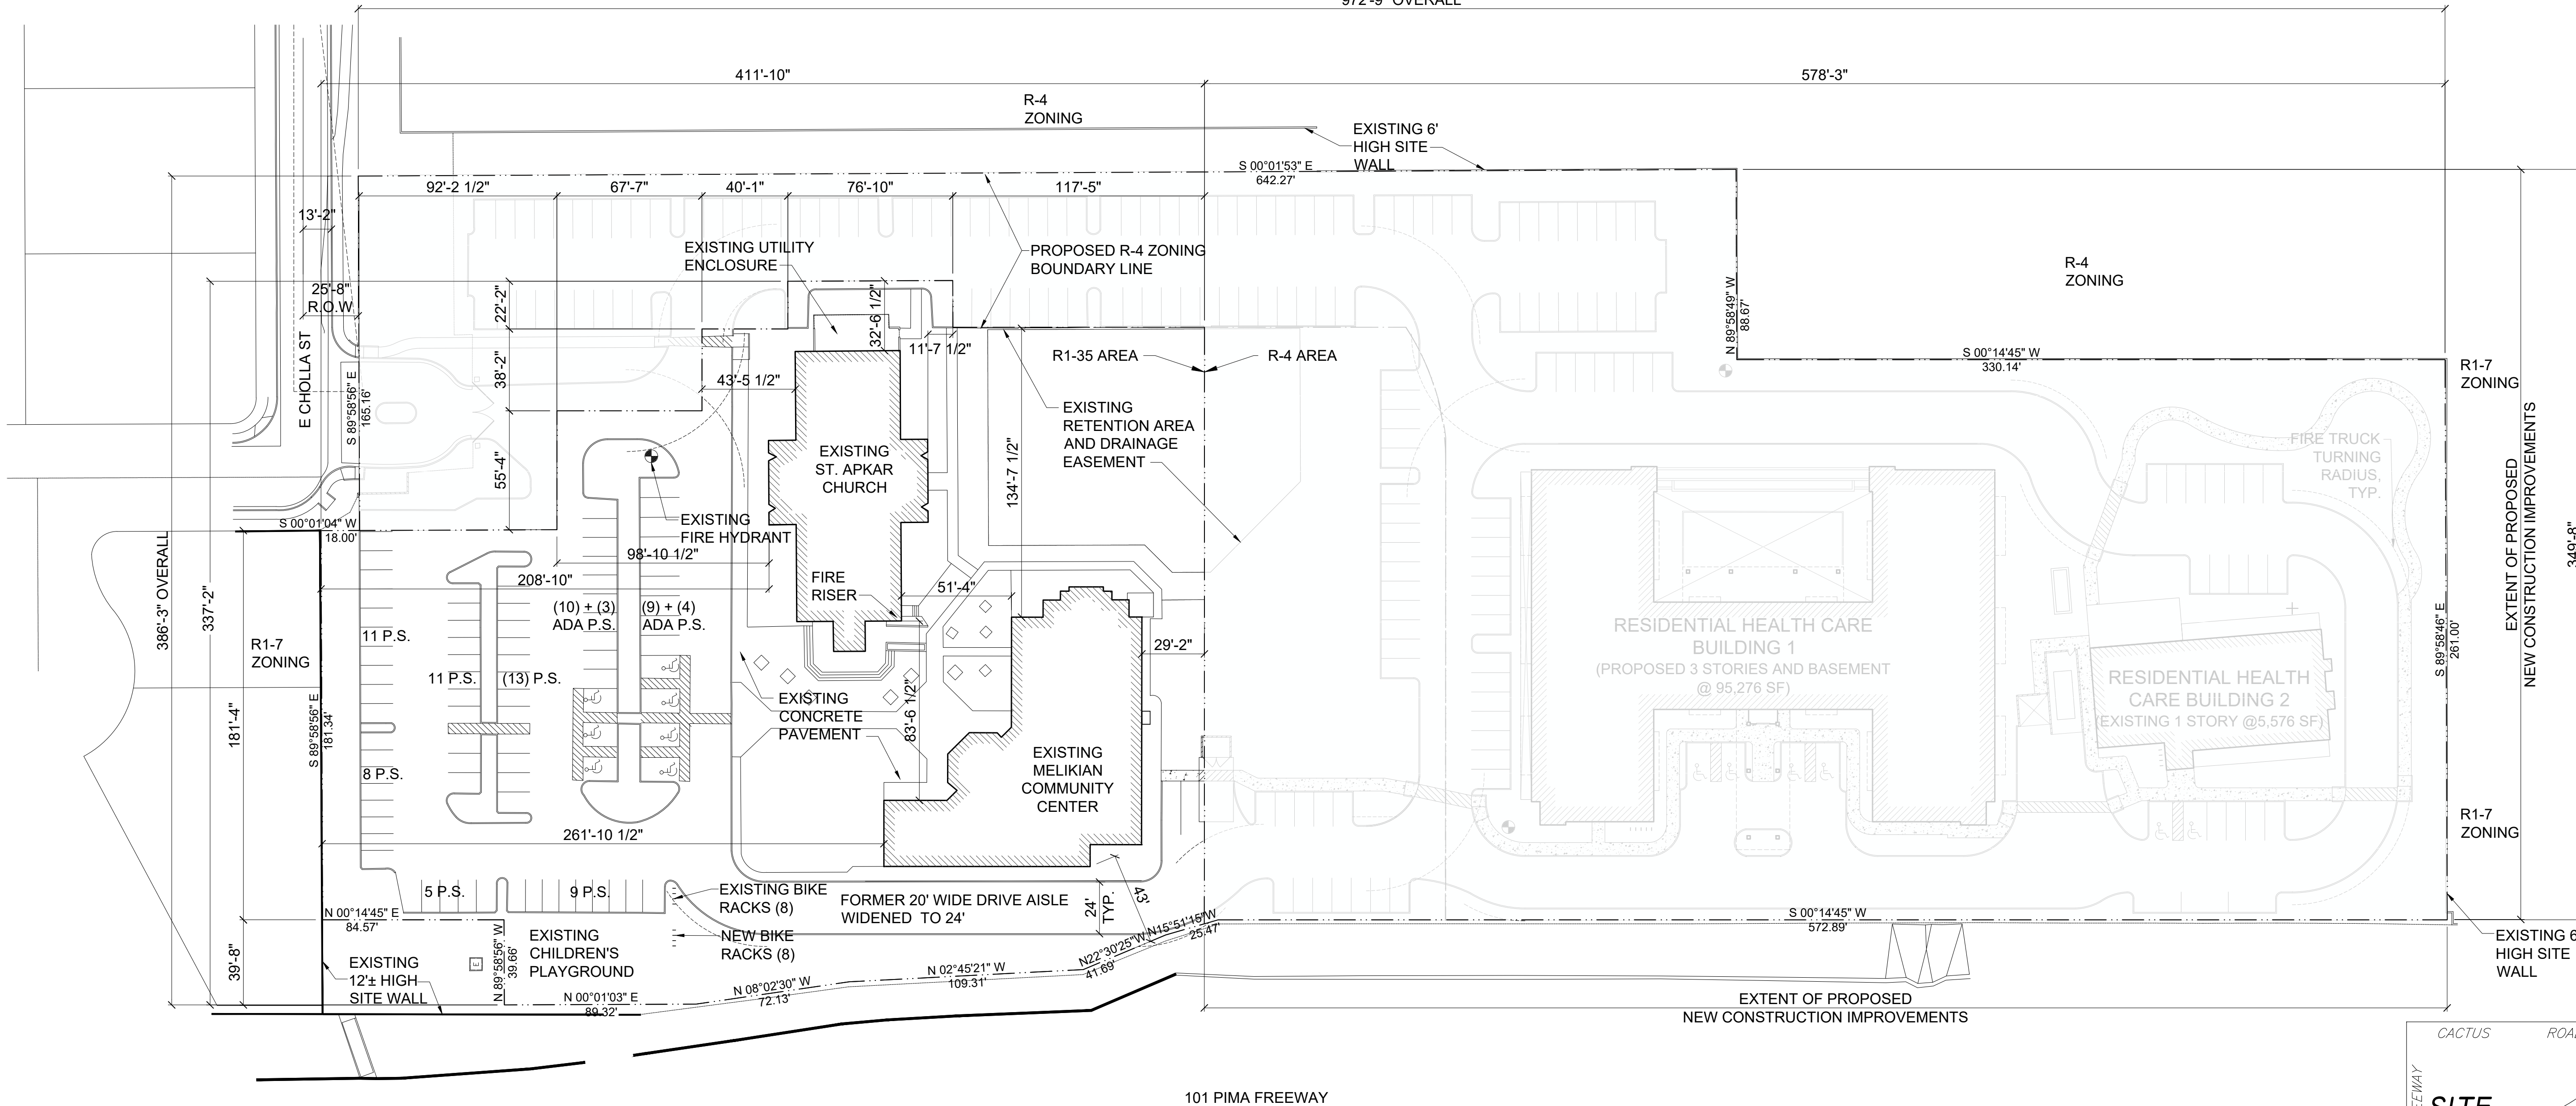 972'-9" OVERALL
411'-10"
578'-3"
R-4
ZONING
EXISTING 6'
HIGH SITE
WALL
S 00°01'53" E
642.27'
92'-2 1/2"
67'-7"
40'-1"
76'-10"
117'-5"
13'-2"
EXISTING UTILITY
ENCLOSURE
PROPOSED R-4 ZONING
BOUNDARY LINE
R-4
ZONING
25'-8"
R.O.W
22'-2"
32'-6 1/2"
11'-7 1/2"
N 89°58'49" W
88.67'
E CHOLLA ST
R1-35 AREA
R-4 AREA
S 00°14'45" W
330.14'
R1-7
ZONING
38'-2"
43'-5 1/2"
S 89°58'56" E
165.16'
EXISTING
RETENTION AREA
AND DRAINAGE
EASEMENT
EXISTING
ST. APKAR
CHURCH
134'-7 1/2"
55'-4"
FIRE TRUCK
TURNING
RADIUS,
TYP.
EXTENT OF PROPOSED
NEW CONSTRUCTION IMPROVEMENTS
349'-8"
S 00°01'04" W
18.00'
EXISTING
FIRE HYDRANT
98'-10 1/2"
208'-10"
FIRE
RISER
51'-4"
386'-3" OVERALL
337'-2"
(10) + (3)
ADA P.S.
(9) + (4)
ADA P.S.
R1-7
ZONING
11 P.S.
11 P.S.
(13) P.S.
29'-2"
RESIDENTIAL HEALTH CARE
BUILDING 1
(PROPOSED 3 STORIES AND BASEMENT
@ 95,276 SF)
RESIDENTIAL HEALTH
CARE BUILDING 2
(EXISTING 1 STORY @5,576 SF)
S 89°58'46" E
261.00'
181'-4"
S 89°58'56" E
181.34'
EXISTING
CONCRETE
PAVEMENT
83'-6 1/2"
8 P.S.
EXISTING
MELIKIAN
COMMUNITY
CENTER
261'-10 1/2"
R1-7
ZONING
5 P.S.
9 P.S.
EXISTING BIKE
RACKS (8)
FORMER 20' WIDE DRIVE AISLE
WIDENED TO 24'
24'
TYP.
43'
N 00°14'45" E
84.57'
N15°51'15"W
25.47'
S 00°14'45" W
572.89'
39'-8"
N 89°58'56" W
39.66'
EXISTING
CHILDREN'S
PLAYGROUND
E
NEW BIKE
RACKS (8)
N22°30'25"W
41.69'
EXISTING
12'± HIGH
SITE WALL
N 02°45'21" W
109.31'
N 08°02'30" W
72.13'
N 00°01'03" E
89.32'
EXISTING 6
HIGH SITE
WALL
EXTENT OF PROPOSED
NEW CONSTRUCTION IMPROVEMENTS
CACTUS ROA
EEWAY
SITE
101 PIMA FREEWAY